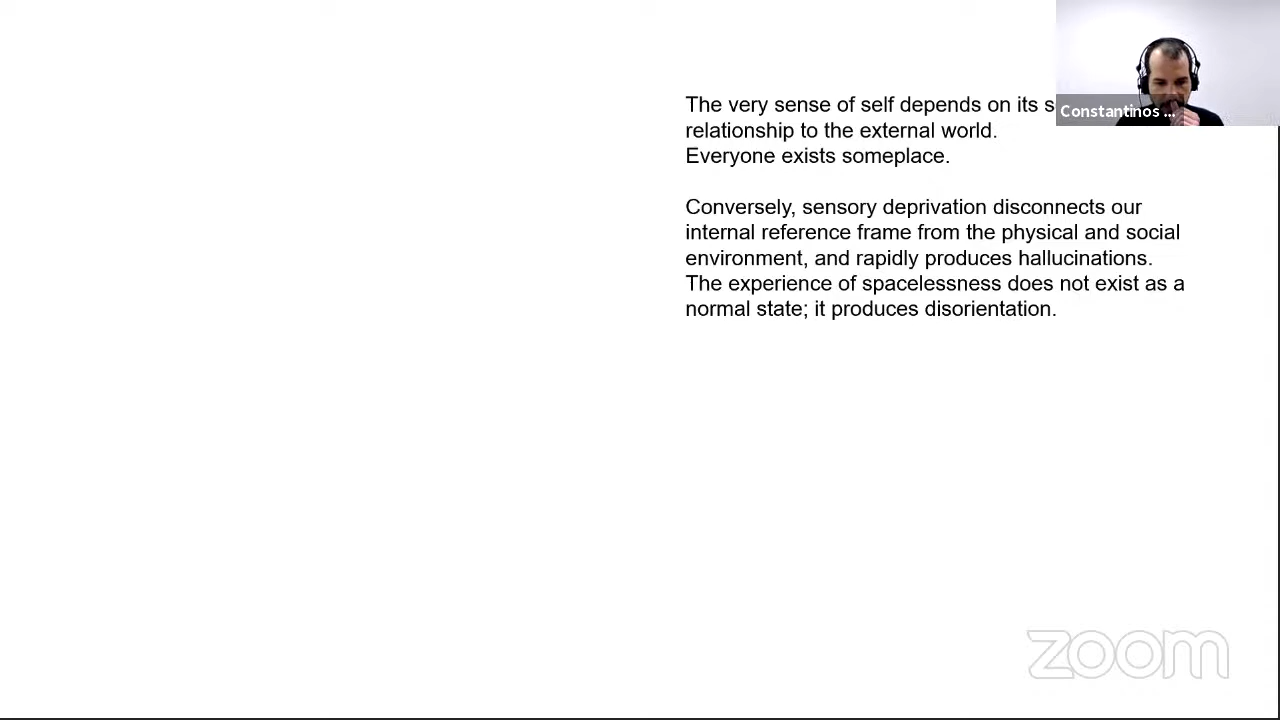 The very sense of self depends on its
relationship to the external world.
Everyone exists someplace.
Conversely, sensory deprivation disconnects our
internal reference frame from the physical and social
environment, and rapidly produces hallucinations.
The experience of spacelessness does not exist as a
normal state; it produces disorientation.
Constantinos ...
zoom